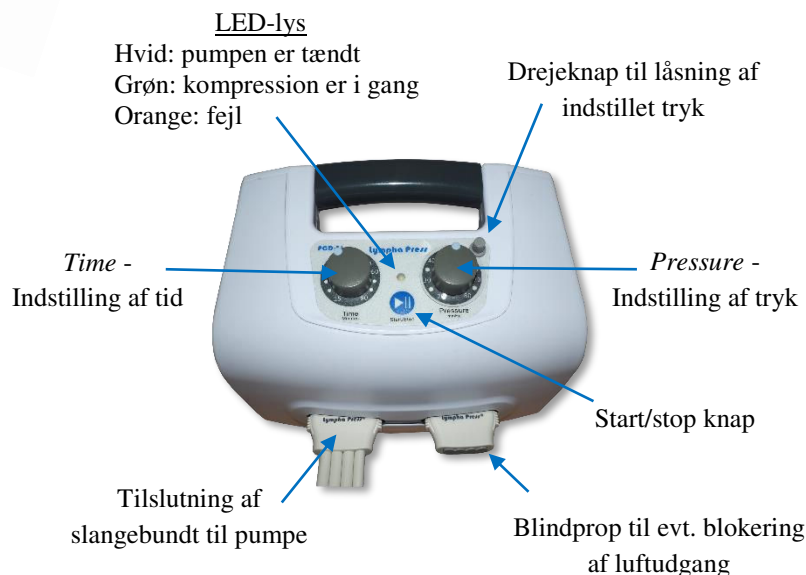 LED-lys
Hvid: pumpen er tændt
Grøn: kompression er i gang
Orange: fejl
Drejeknap til låsning af
indstillet tryk
Time -
Indstilling af tid
Pressure -
Indstilling af tryk
Lympha Press
Time
Pressure
Start/stop knap
Lympha Press
Lympha Press
Tilslutning af
slangebundt til pumpe
Blindprop til evt. blokering
af luftudgang